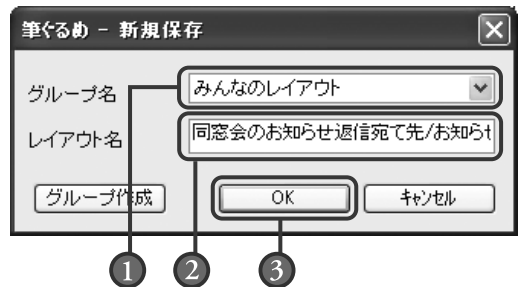 筆ぐるめ - 新規保存
グループ名
みんなのレイアウト
レイアウト名
同窓会のお知らせ返信宛て先/お知らせ
グループ作成
OK
キャンセル
1
2
3